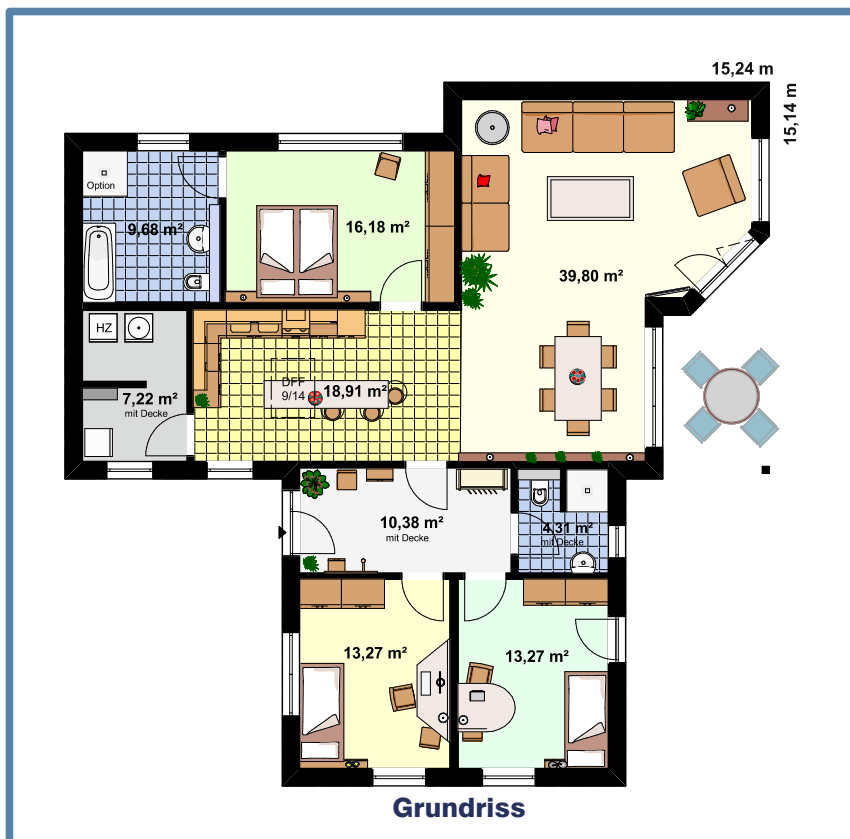 15,24 m
15,14 m
Option
9,68 m²
16,18 m²
39,80 m²
HZ
DFF
9/14
18,91 m²
7,22 m²
mit Decke
10,38 m²
mit Decke
4,31 m²
mit Decke
13,27 m²
13,27 m²
Grundriss